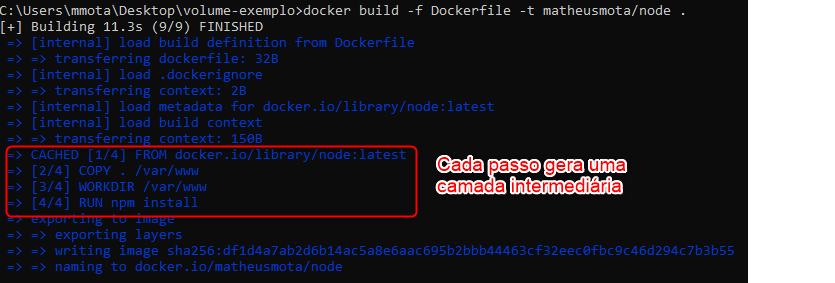 C:\Users\mmota\Desktop\volume-exemplo>docker build -f Dockerfile -t matheusmota/node .
[+] Building 11.3s (9/9) FINISHED
=> [internal] load build definition from Dockerfile
=> => transferring dockerfile: 32B
=> [internal] load .dockerignore
=> => transferring context: 2B
=> [internal] load metadata for docker.io/library/node:latest
=> [internal] load build context
=> => transferring context: 150B
=> CACHED [1/4] FROM docker.io/library/node:latest
=> [2/4] COPY . /var/www
=> [3/4] WORKDIR /var/www
=> [4/4] RUN npm install
Cada passo gera uma
camada intermediária
=> exporting to image
=> => exporting layers
=> => writing image sha256:df1d4a7ab2d6b14ac5a8e6aac695b2bbb44463cf32eec0fbc9c46d294c7b3b55
=> => naming to docker.io/matheusmota/node